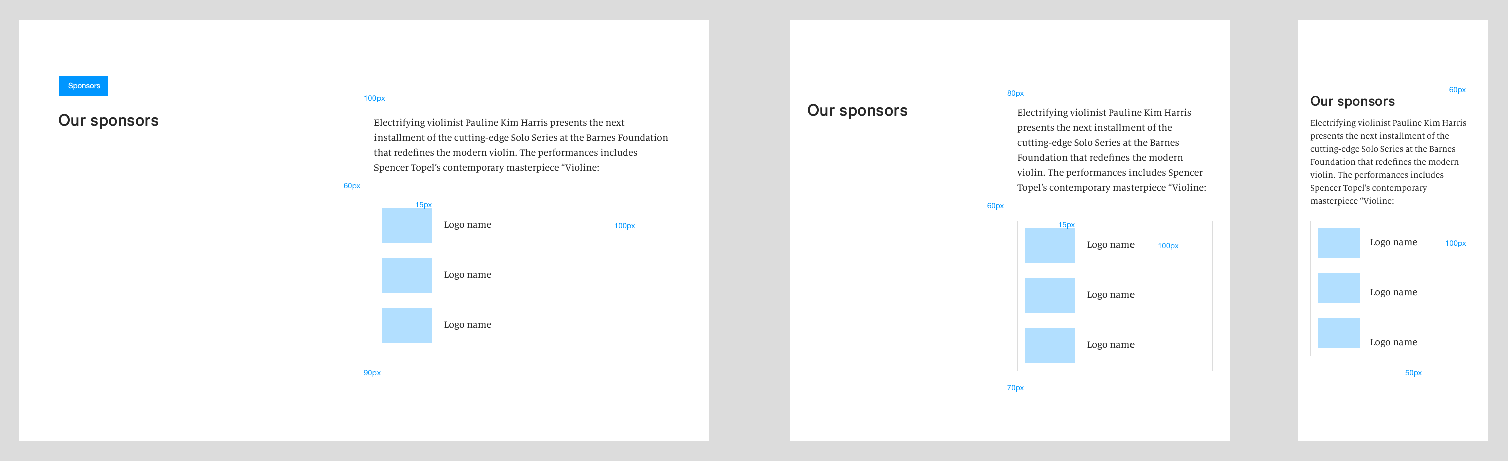 Sponsors
Our sponsors
100px
Electrifying violinist Pauline Kim Harris presents the next
installment of the cutting-edge Solo Series at the Barnes Foundation
that redefines the modern violin. The performances includes
Spencer Topel's contemporary masterpiece “Violine:
60px
15px
Logo name
100px
Logo name
Logo name
90px
Our sponsors
80px
Electrifying violinist Pauline Kim Harris
presents the next installment of the
cutting-edge Solo Series at the Barnes
Foundation that redefines the modern
violin. The performances includes Spencer
Topel's contemporary masterpiece “Violine:
60px
15px
Logo name
100px
Logo name
Logo name
70px
60px
Our sponsors
Electrifying violinist Pauline Kim Harris
presents the next installment of the
cutting-edge Solo Series at the Barnes
Foundation that redefines the modern
violin. The performances includes
Spencer Topel's contemporary
masterpiece “Violine:
Logo name
100px
Logo name
Logo name
50px